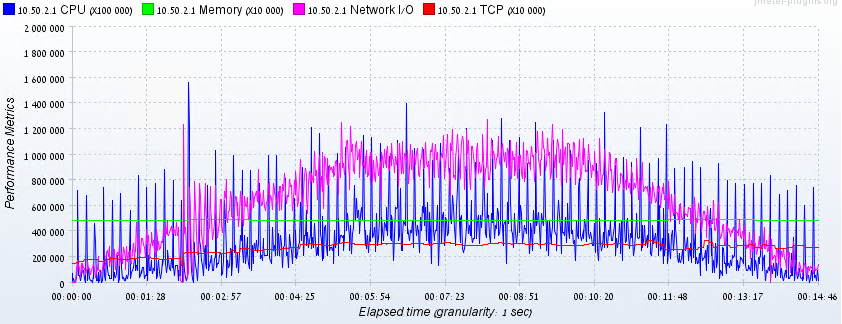 10.50.2.1 CPU (X100 000) 10.50.2.1 Memory (X10 000) 10.50.2.1 Network I/O 10.50.2.1 TCP (X10 000)
jmeter-plugins.org
2 000 000
1 800 000
1 600 000
1 400 000
1 200 000
1 000 000
800 000
600 000
400 000
200 000
0
Performance Metrics
00:00:00 00:01:28 00:02:57 00:04:25 00:05:54 00:07:23 00:08:51 00:10:20 00:11:48 00:13:17 00:14:46
Elapsed time (granularity: 1 sec)